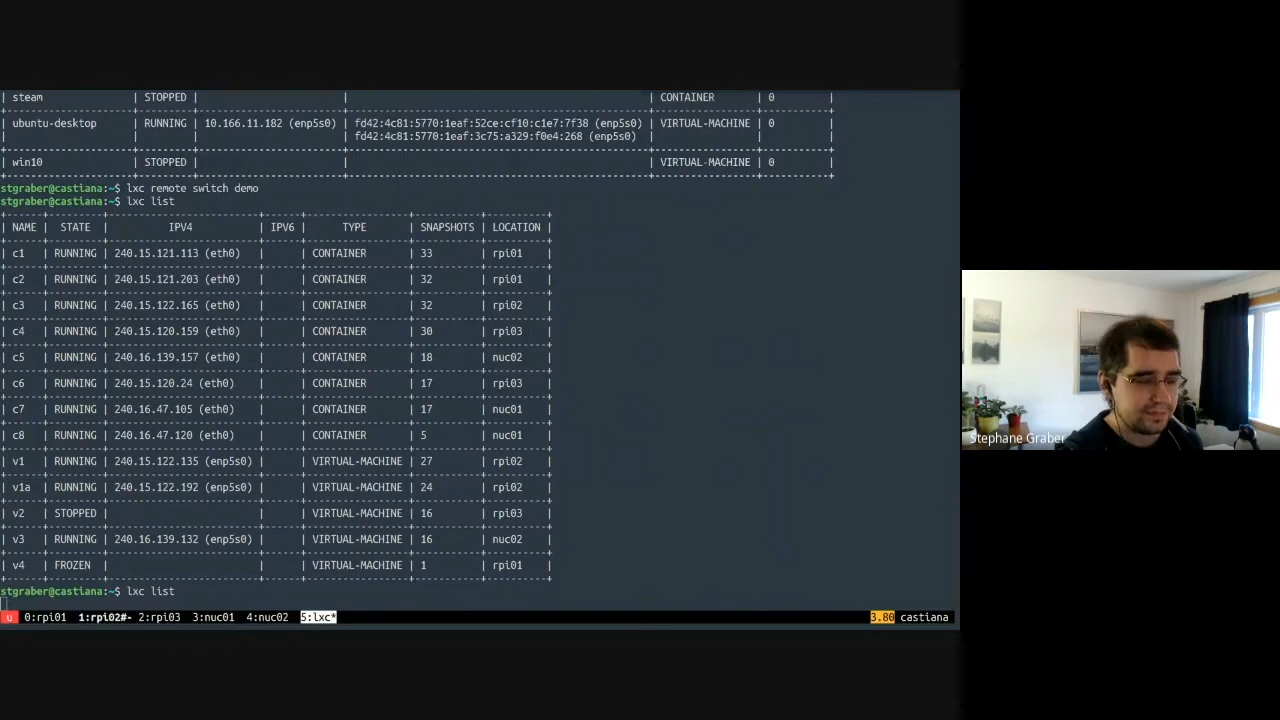 | steam | STOPPED | | | CONTAINER | 0 |
| ubuntu-desktop | RUNNING | 10.166.11.182 (enp5s0) | fd42:4c81:5770:1eaf:52ce:cf10:c1e7:7f38 (enp5s0) | VIRTUAL-MACHINE | 0 |
| | | | fd42:4c81:5770:1eaf:3c75:a329:f0e4:268 (enp5s0) | | |
| win10 | STOPPED | | | VIRTUAL-MACHINE | 0 |
stgraber@castiana:~$ lxc remote switch demo
stgraber@castiana:~$ lxc list
| NAME | STATE | IPV4 | IPV6 | TYPE | SNAPSHOTS | LOCATION |
| c1 | RUNNING | 240.15.121.113 (eth0) | | CONTAINER | 33 | rpi01 |
| c2 | RUNNING | 240.15.121.203 (eth0) | | CONTAINER | 32 | rpi01 |
| c3 | RUNNING | 240.15.122.165 (eth0) | | CONTAINER | 32 | rpi02 |
| c4 | RUNNING | 240.15.120.159 (eth0) | | CONTAINER | 30 | rpi03 |
| c5 | RUNNING | 240.16.139.157 (eth0) | | CONTAINER | 18 | nuc02 |
| c6 | RUNNING | 240.15.120.24 (eth0) | | CONTAINER | 17 | rpi03 |
| c7 | RUNNING | 240.16.47.105 (eth0) | | CONTAINER | 17 | nuc01 |
| c8 | RUNNING | 240.16.47.120 (eth0) | | CONTAINER | 5 | nuc01 |
| v1 | RUNNING | 240.15.122.135 (enp5s0) | | VIRTUAL-MACHINE | 27 | rpi02 |
| v1a | RUNNING | 240.15.122.192 (enp5s0) | | VIRTUAL-MACHINE | 24 | rpi02 |
| v2 | STOPPED | | | VIRTUAL-MACHINE | 16 | rpi03 |
| v3 | RUNNING | 240.16.139.132 (enp5s0) | | VIRTUAL-MACHINE | 16 | nuc02 |
| v4 | FROZEN | | | VIRTUAL-MACHINE | 1 | rpi01 |
stgraber@castiana:~$ lxc list
u 0:rpi01 1:rpi02#- 2:rpi03 3:nuc01 4:nuc02 5:lxc* 3.80 castiana
Stephane Graber